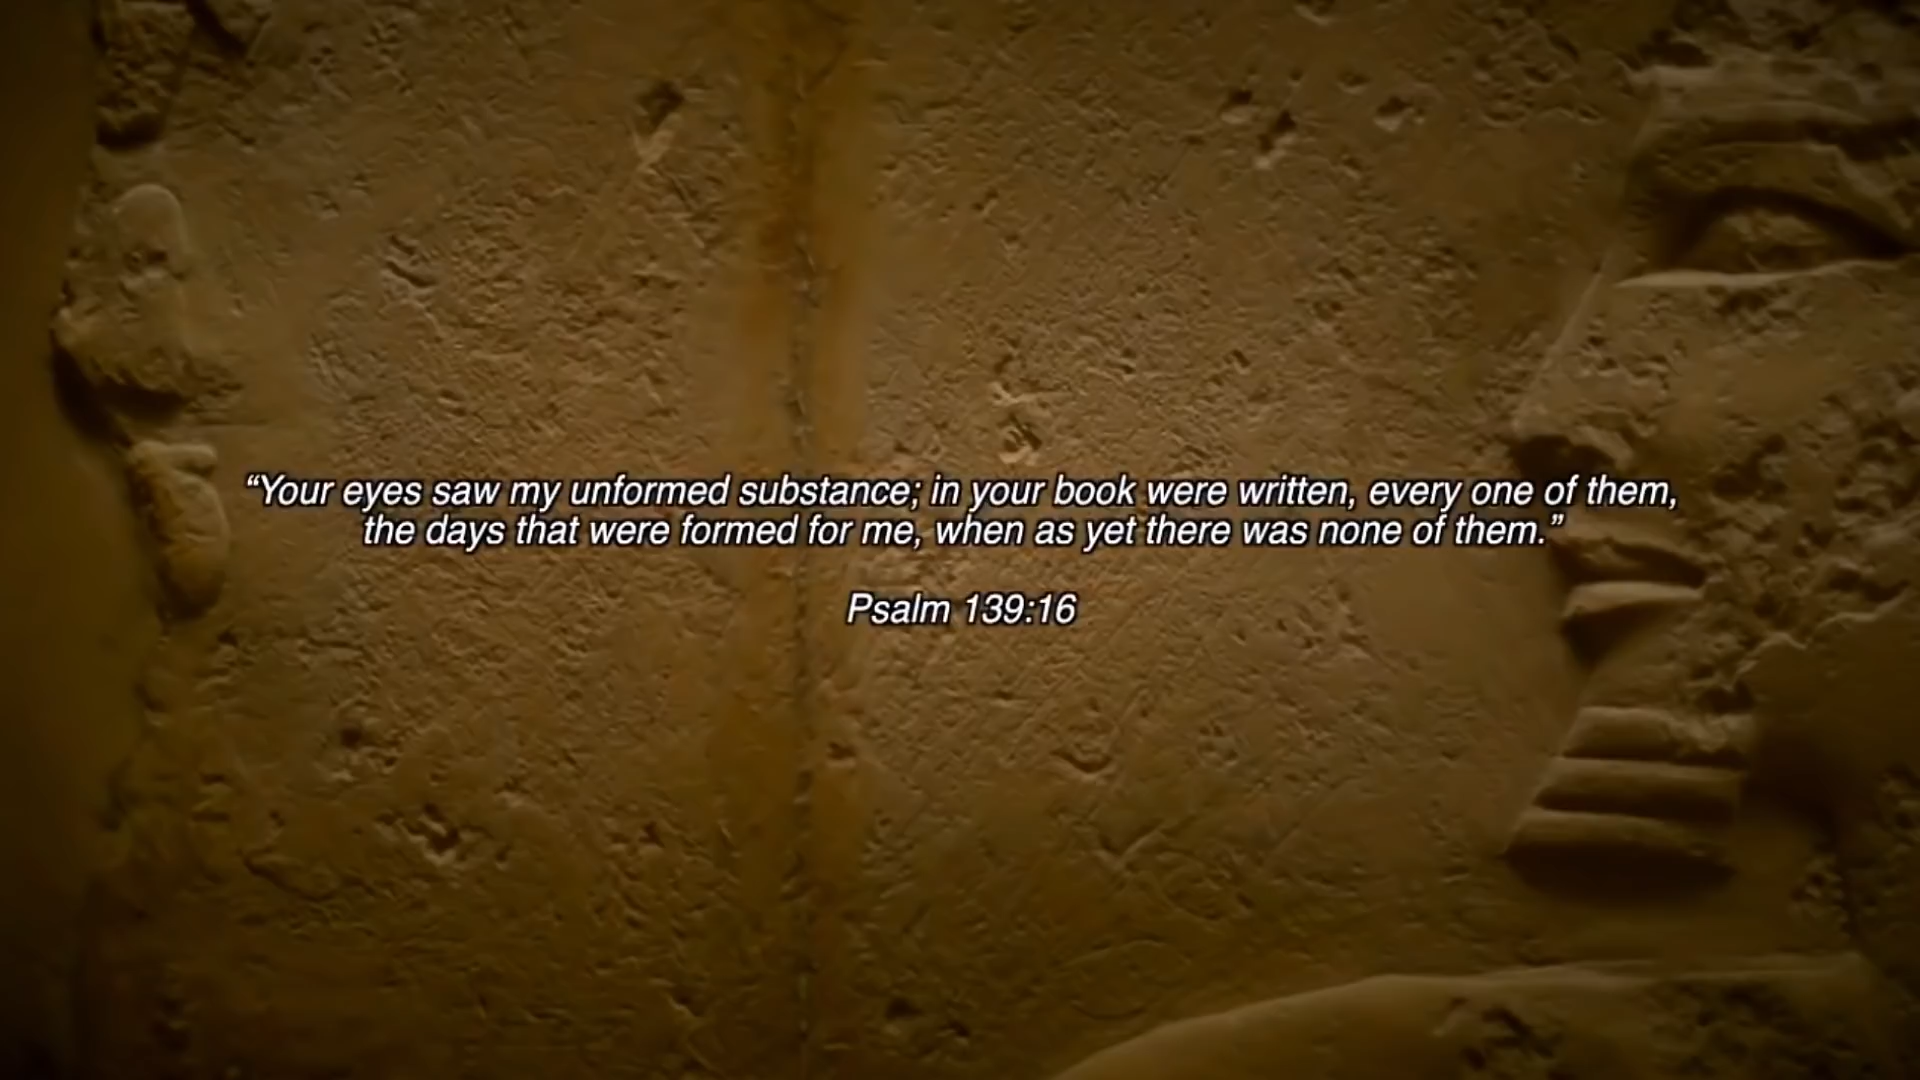 “Your eyes saw my unformed substance; in your book were written, every one of them,
the days that were formed for me, when as yet there was none of them.”
Psalm 139:16